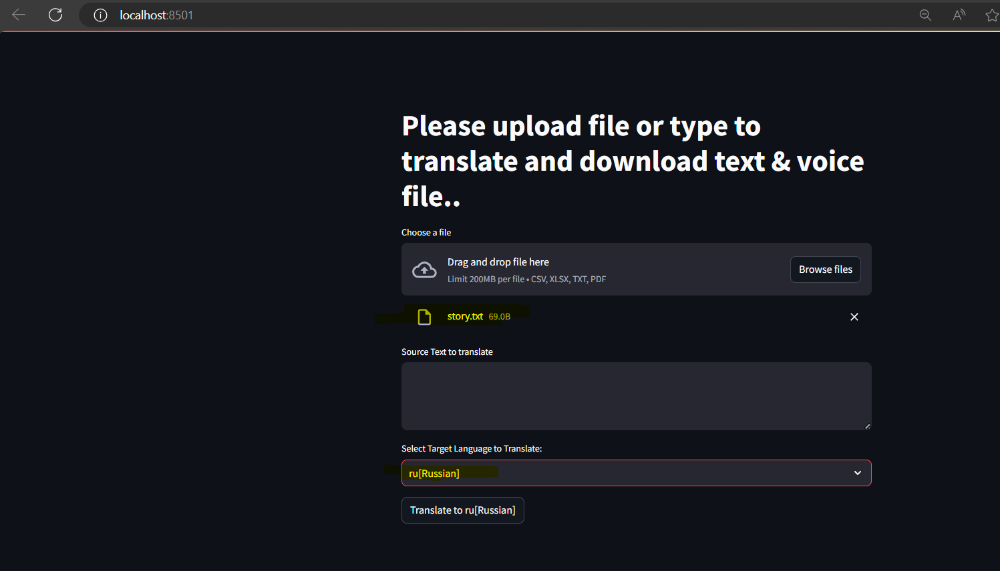 localhost:8501
Please upload file or type to
translate and download text & voice
file..
Choose a file
Drag and drop file here
Limit 200MB per file • CSV, XLSX, TXT, PDF
Browse files
story.txt 69.0B
Source Text to translate
Select Target Language to Translate:
ru[Russian]
Translate to ru[Russian]